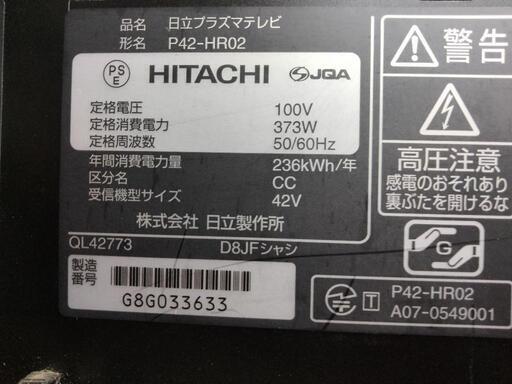 品名 日立プラズマテレビ
形名 P42-HR02
PS
E
HITACHI
JQA
定格電圧 100V
定格消費電力 373W
定格周波数 50/60Hz
年間消費電力量 236kWh/年
区分名 CC
受信機型サイズ 42V
株式会社 日立製作所
QL42773 D8JFシャシ
製造番号
G8G033633
警告
高圧注意
感電のおそれあり
裏ぶたを開けるな
G
T P42-HR02
A07-0549001